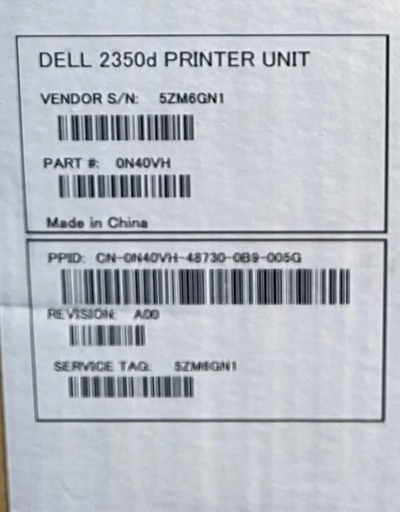 DELL 2350d PRINTER UNIT
VENDOR S/N: 5ZM6GN1
PART #: 0N40VH
Made in China
PPID: CN-0N40VH-48730-0B9-005G
REVISION: A00
SERVICE TAG: 5ZM6GN1